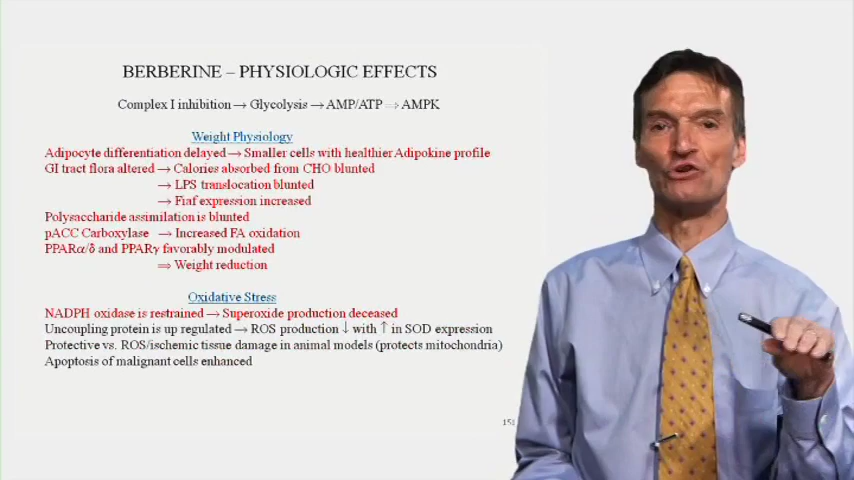 BERBERINE – PHYSIOLOGIC EFFECTS
Complex I inhibition → Glycolysis → AMP/ATP ⇒ AMPK
Weight Physiology
Adipocyte differentiation delayed → Smaller cells with healthier Adipokine profile
GI tract flora altered → Calories absorbed from CHO blunted
→ LPS translocation blunted
→ Fiaf expression increased
Polysaccharide assimilation is blunted
pACC Carboxylase → Increased FA oxidation
PPARα/δ and PPARγ favorably modulated
⇒ Weight reduction
Oxidative Stress
NADPH oxidase is restrained → Superoxide production deceased
Uncoupling protein is up regulated → ROS production ↓ with ↑ in SOD expression
Protective vs. ROS/ischemic tissue damage in animal models (protects mitochondria)
Apoptosis of malignant cells enhanced
151